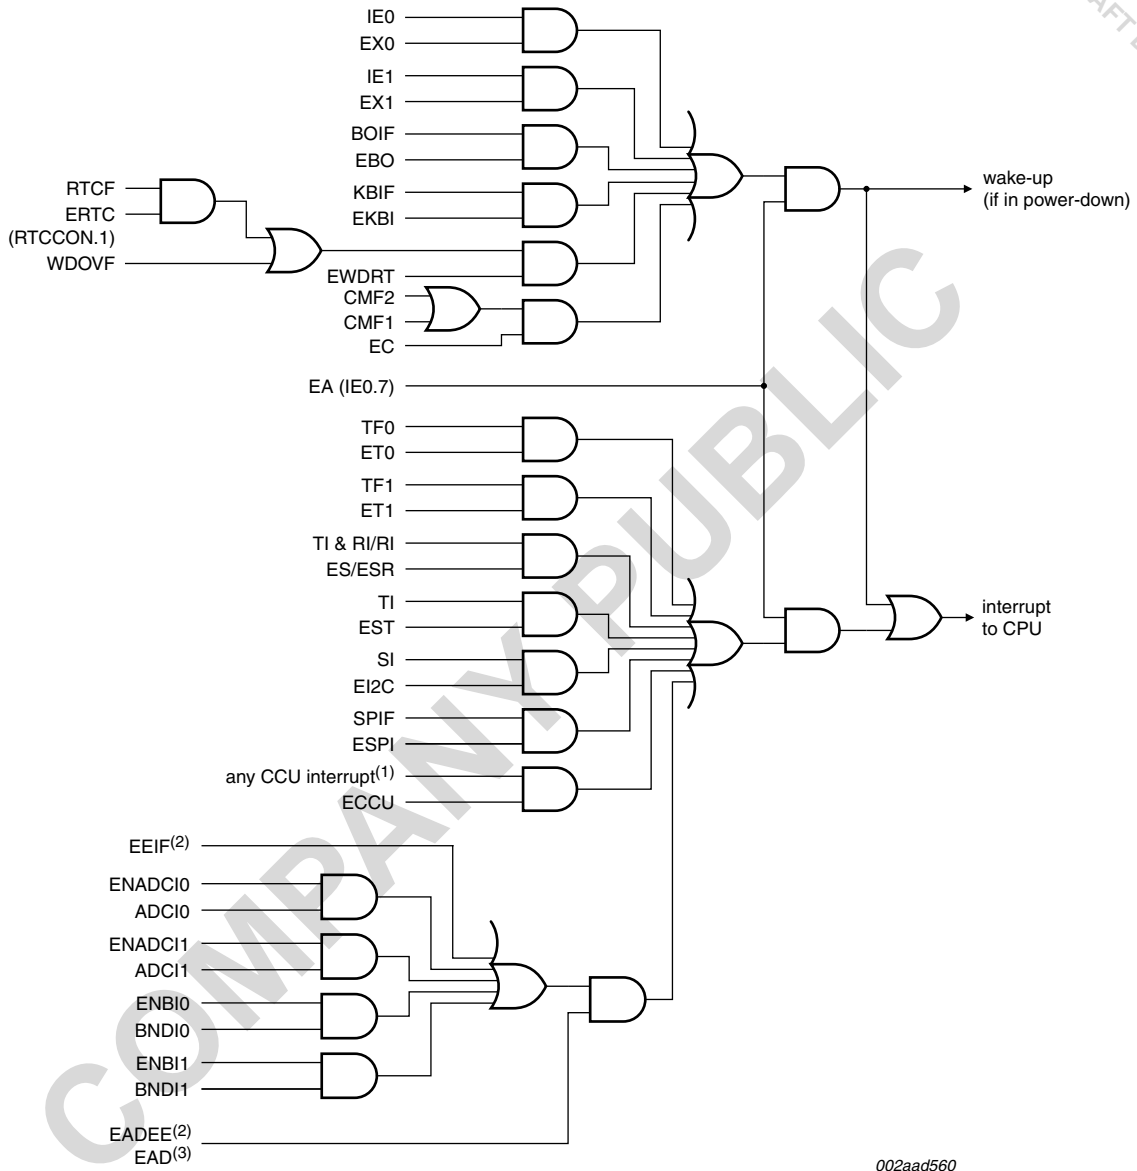 AFT
IE0
EX0
IE1
EX1
BOIF
EBO
KBIF
EKBI
RTCF
ERTC
(RTCCON.1)
WDOVF
EWDRT
CMF2
CMF1
EC
wake-up
(if in power-down)
EA (IE0.7)
TF0
ET0
TF1
ET1
TI & RI/RI
ES/ESR
TI
EST
SI
EI2C
SPIF
ESPI
any CCU interrupt(1)
ECCU
interrupt
to CPU
EEIF(2)
ENADCI0
ADCI0
ENADCI1
ADCI1
ENBI0
BNDI0
ENBI1
BNDI1
EADEE(2)
EAD(3)
002aad560
COMPANY PUBLIC